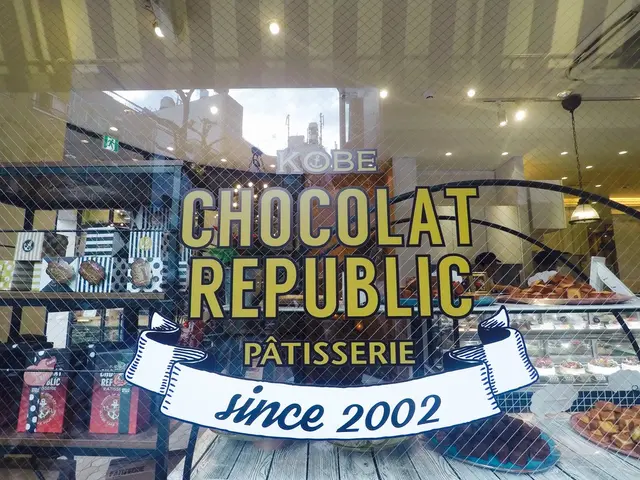 KOBE
CHOCOLAT
REPUBLIC
PÂTISSERIE
since 2002